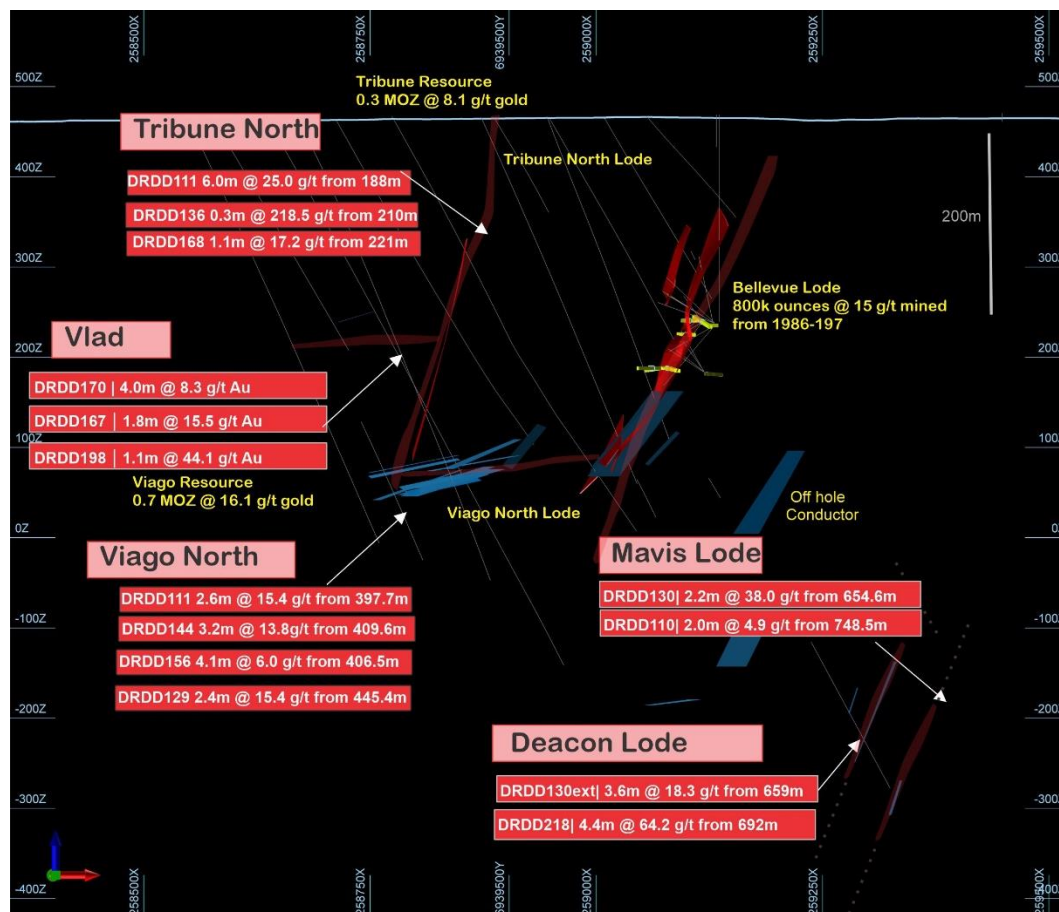 258500X
258750X
6939500Y
259000X
259250X
259500X
500Z
500Z
Tribune Resource
0.3 MOZ @ 8.1 g/t gold
Tribune North
Tribune North Lode
400Z
400Z
DRDD111 6.0m @ 25.0 g/t from 188m
DRDD136 0.3m @ 218.5 g/t from 210m
DRDD168 1.1m @ 17.2 g/t from 221m
200m
300Z
300Z
Bellevue Lode
800k ounces @ 15 g/t mined
from 1986-197
Vlad
200Z
200Z
DRDD170 | 4.0m @ 8.3 g/t Au
DRDD167 | 1.8m @ 15.5 g/t Au
DRDD198 | 1.1m @ 44.1 g/t Au
100Z
100Z
Viago Resource
0.7 MOZ @ 16.1 g/t gold
Viago North Lode
Off hole
Conductor
0Z
0Z
Viago North
DRDD111 2.6m @ 15.4 g/t from 397.7m
DRDD144 3.2m @ 13.8g/t from 409.6m
DRDD156 4.1m @ 6.0 g/t from 406.5m
DRDD129 2.4m @ 15.4 g/t from 445.4m
Mavis Lode
DRDD130| 2.2m @ 38.0 g/t from 654.6m
DRDD110| 2.0m @ 4.9 g/t from 748.5m
-100Z
-100Z
-200Z
-200Z
Deacon Lode
DRDD130ext| 3.6m @ 18.3 g/t from 659m
DRDD218| 4.4m @ 64.2 g/t from 692m
-300Z
-300Z
-400Z
-400Z
258500X
258750X
6939500Y
259000X
259250X
259500X